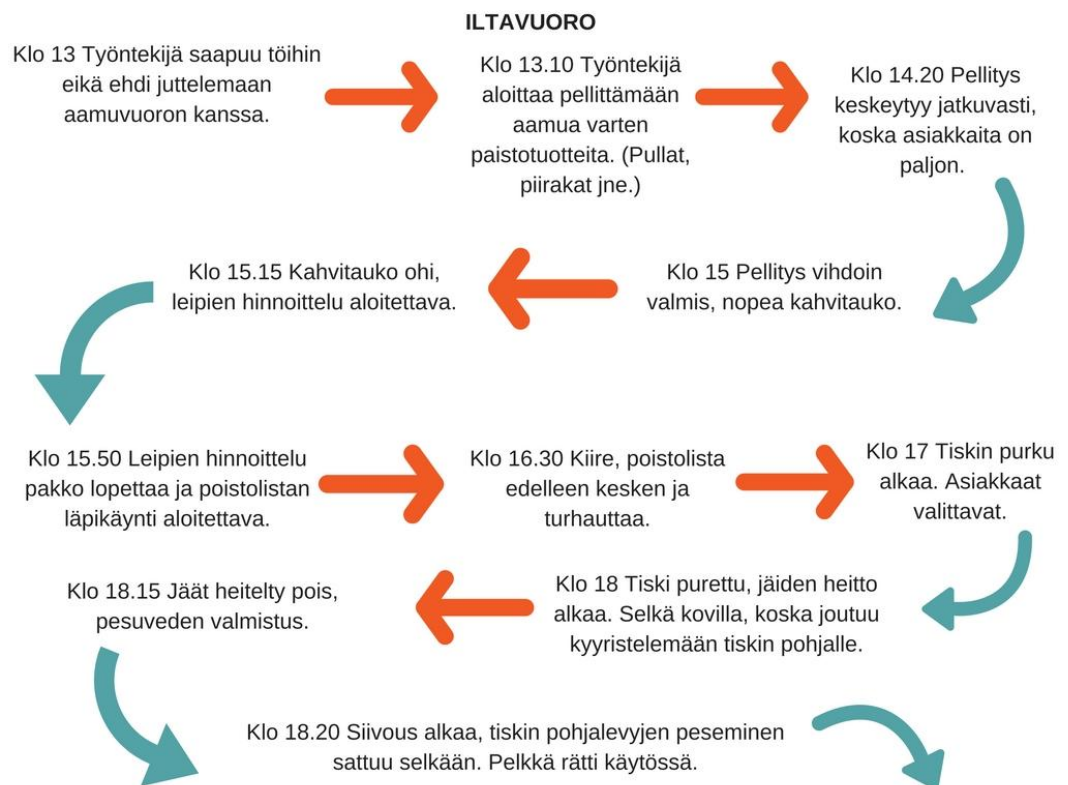 ILTAVUORO
Klo 13 Työntekijä saapuu töihin
eikä ehdi juttelemaan
aamuvuoron kanssa.
Klo 13.10 Työntekijä
aloittaa pellittämään
aamua varten
paistotuotteita. (Pullat,
piirakat jne.)
Klo 14.20 Pellitys
keskeytyy jatkuvasti,
koska asiakkaita on
paljon.
Klo 15 Pellitys vihdoin
valmis, nopea kahvitauko.
Klo 15.15 Kahvitauko ohi,
leipien hinnoittelu aloitettava.
Klo 15.50 Leipien hinnoittelu
pakko lopettaa ja poistolistan
läpikäynti aloitettava.
Klo 16.30 Kiire, poistolista
edelleen kesken ja
turhauttaa.
Klo 17 Tiskin purku
alkaa. Asiakkaat
valittavat.
Klo 18 Tiski purettu, jäiden heitto
alkaa. Selkä kovilla, koska joutuu
kyyristelemään tiskin pohjalle.
Klo 18.15 Jäät heitelty pois,
pesuveden valmistus.
Klo 18.20 Siivous alkaa, tiskin pohjalevyjen peseminen
sattuu selkään. Pelkkä rätti käytössä.